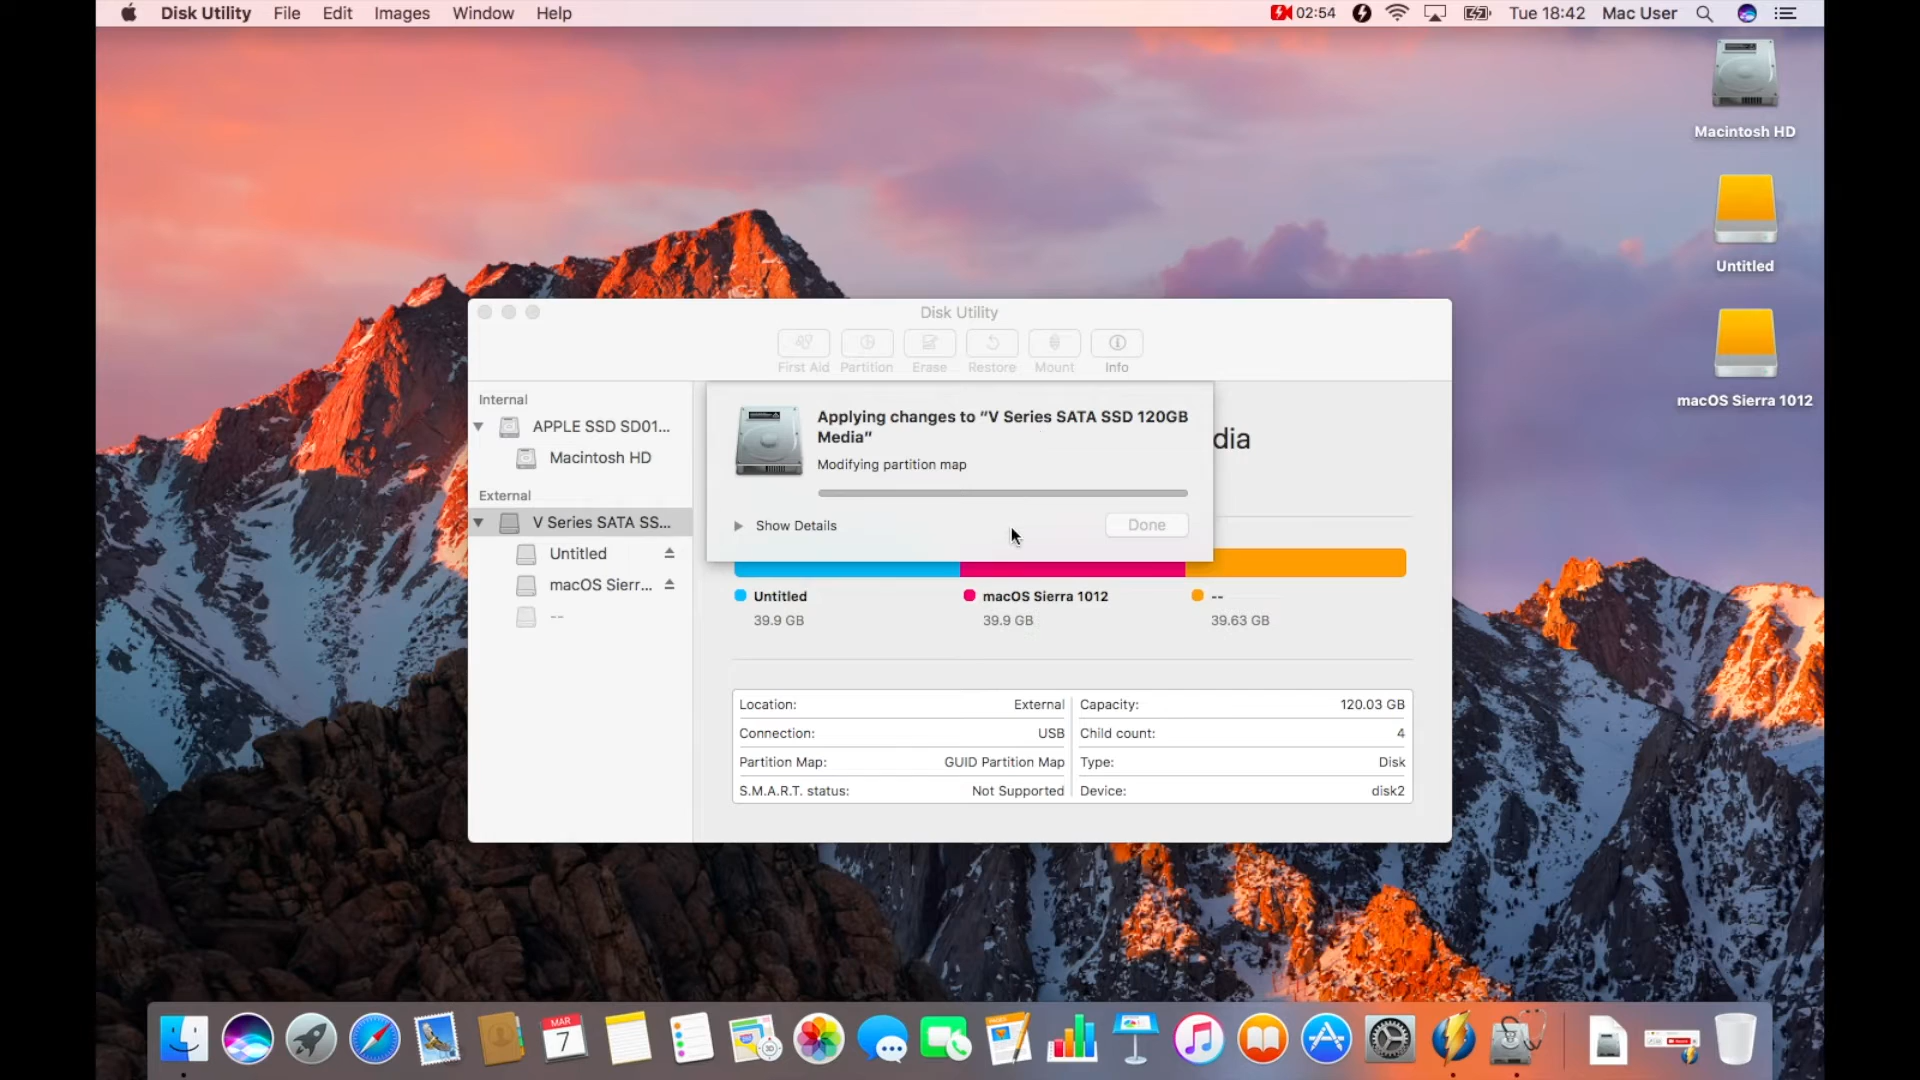 Disk Utility File Edit Images Window Help 02:54 Tue 18:42 Mac User
Macintosh HD
Untitled
macOS Sierra 1012
Disk Utility
First Aid Partition Erase Restore Mount Info
Internal
APPLE SSD SD01...
Macintosh HD
External
V Series SATA SS...
Untitled
macOS Sierr...
--
Applying changes to “V Series SATA SSD 120GB
Media”
Modifying partition map
Show Details
Done
dia
Untitled
39.9 GB
macOS Sierra 1012
39.9 GB
--
39.63 GB
Location: External
Capacity: 120.03 GB
Connection: USB
Child count: 4
Partition Map: GUID Partition Map
Type: Disk
S.M.A.R.T. status: Not Supported
Device: disk2
MAR
7